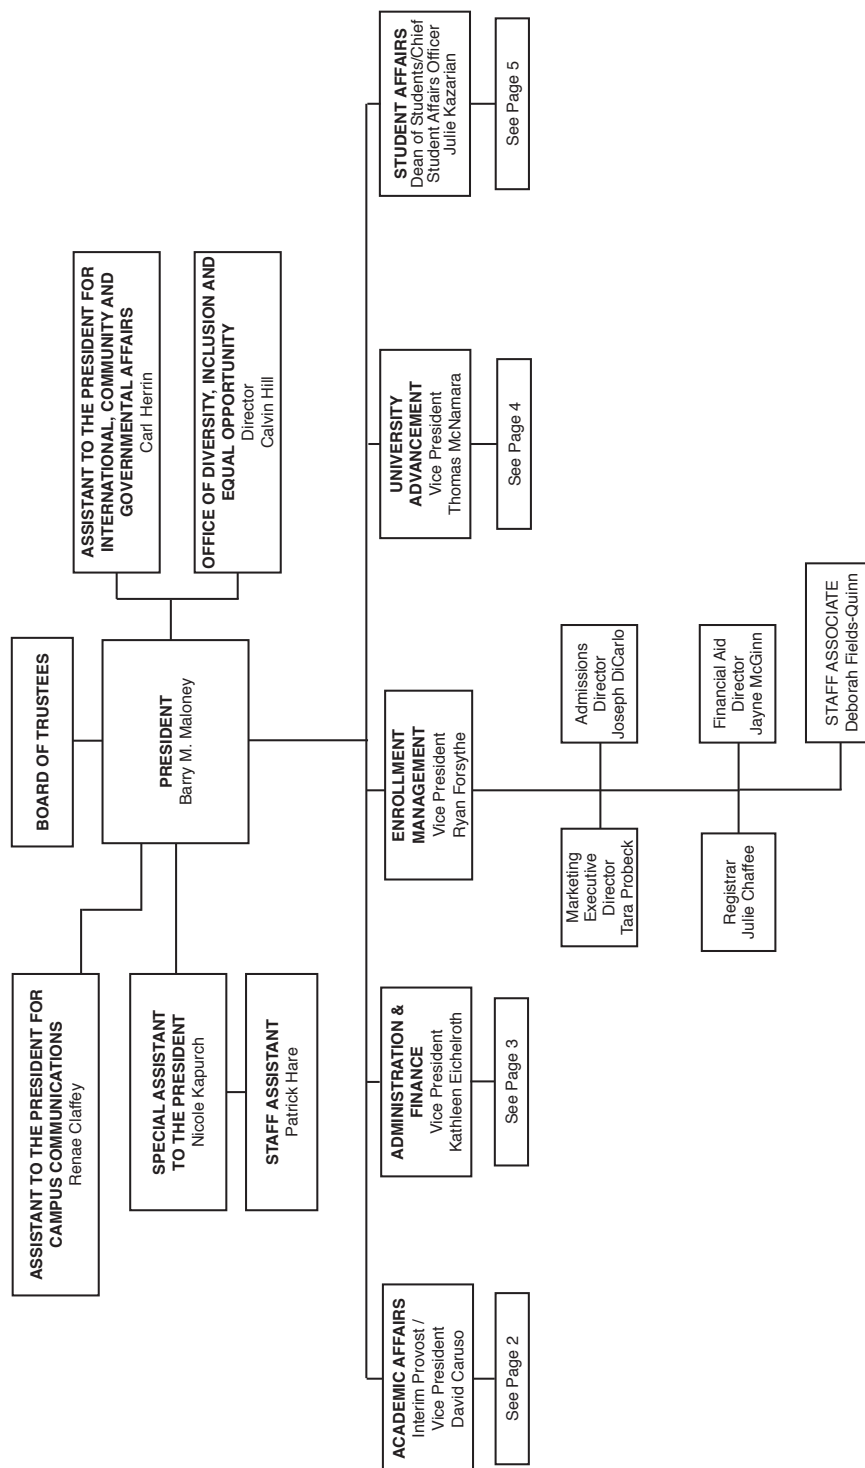 BOARD OF TRUSTEES
PRESIDENT
Barry M. Maloney
ASSISTANT TO THE PRESIDENT FOR
CAMPUS COMMUNICATIONS
Renae Claffey
SPECIAL ASSISTANT
TO THE PRESIDENT
Nicole Kapurch
STAFF ASSISTANT
Patrick Hare
ASSISTANT TO THE PRESIDENT FOR
INTERNATIONAL, COMMUNITY AND
GOVERNMENTAL AFFAIRS
Carl Herrin
OFFICE OF DIVERSITY, INCLUSION AND
EQUAL OPPORTUNITY
Director
Calvin Hill
ACADEMIC AFFAIRS
Interim Provost /
Vice President
David Caruso
See Page 2
ADMINISTRATION &
FINANCE
Vice President
Kathleen Eichelroth
See Page 3
ENROLLMENT
MANAGEMENT
Vice President
Ryan Forsythe
Marketing
Executive
Director
Tara Probeck
Admissions
Director
Joseph DiCarlo
Registrar
Julie Chaffee
Financial Aid
Director
Jayne McGinn
STAFF ASSOCIATE
Deborah Fields-Quinn
UNIVERSITY
ADVANCEMENT
Vice President
Thomas McNamara
See Page 4
STUDENT AFFAIRS
Dean of Students/Chief
Student Affairs Officer
Julie Kazarian
See Page 5